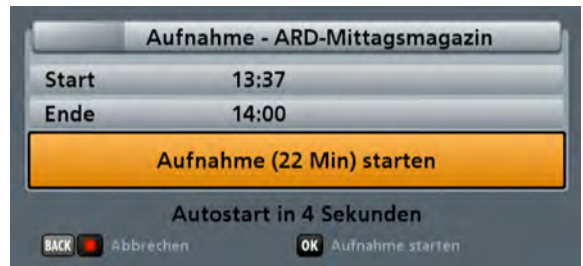 Aufnahme - ARD-Mittagsmagazin
Start 13:37
Ende 14:00
Aufnahme (22 Min) starten
Autostart in 4 Sekunden
BACK Abbrechen OK Aufnahme starten